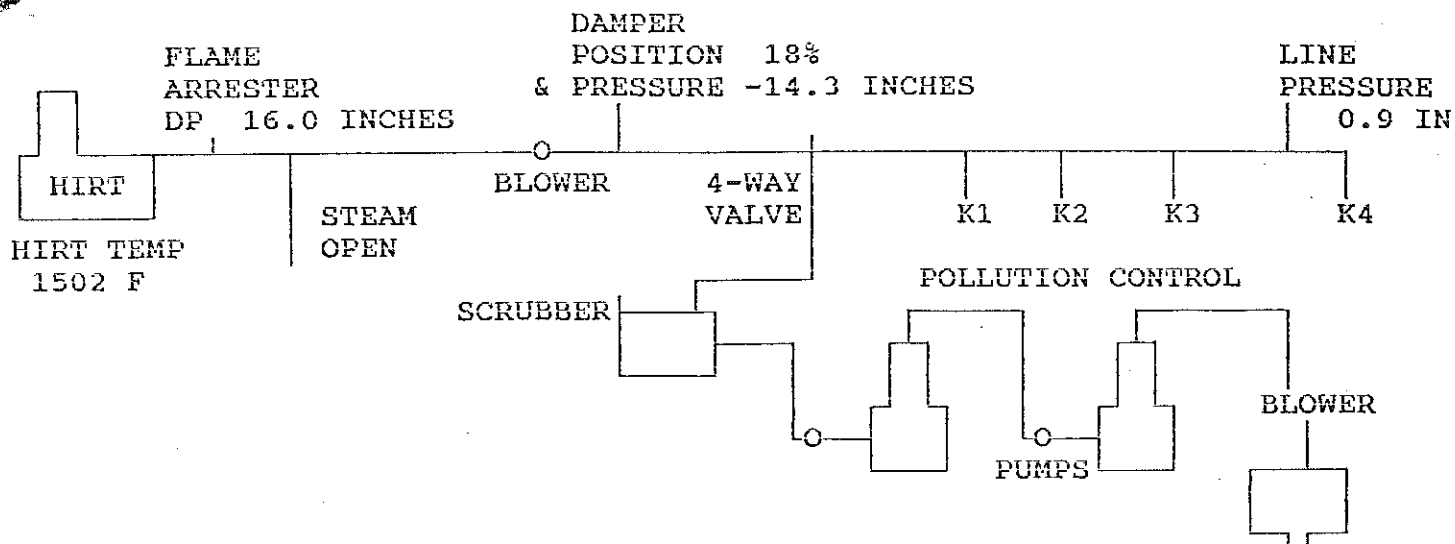 DAMPER
POSITION 18%
& PRESSURE -14.3 INCHES
FLAME
ARRESTER
DP 16.0 INCHES
LINE
PRESSURE
0.9 IN
HIRT
BLOWER
4-WAY
VALVE
K1 K2 K3 K4
STEAM
OPEN
HIRT TEMP
1502 F
POLLUTION CONTROL
SCRUBBER
BLOWER
PUMPS